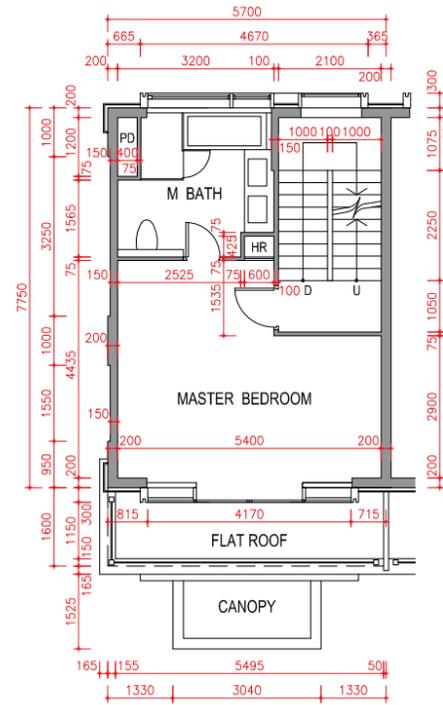 5700
665 4670 365
200 3200 100 2100 200
300
200
1000
1200
PD
150 400
75
75
1000 100 1000
150
1075
M BATH
3250
1565
2250
75
425
HR
75
75
150 2525 75 600
1535
100 D U
1050
75
7750
200
1000
4435
MASTER BEDROOM
1550
150
2900
200 5400 200
950
200
200
300
815 4170 715
1600
1150
FLAT ROOF
150
165
CANOPY
1525
165 155 5495 50
1330 3040 1330